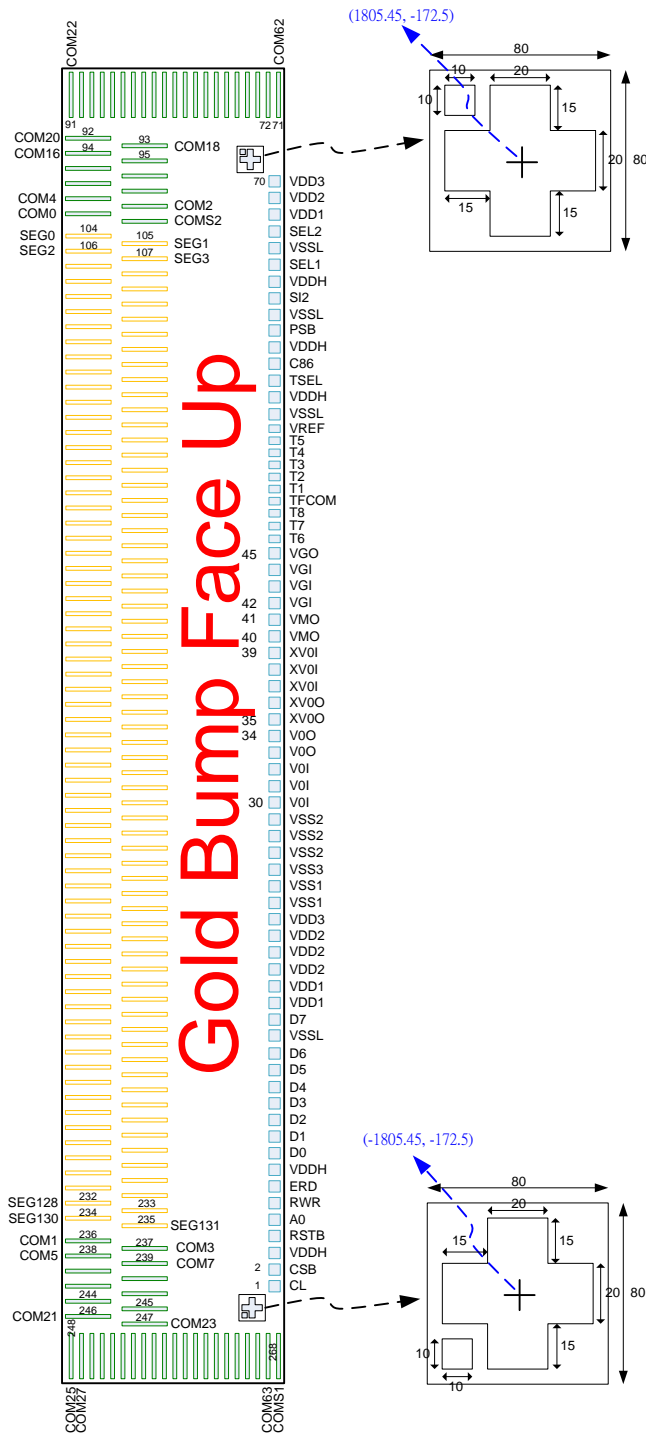 COM22
COM62
(1805.45, -172.5)
80
10
20
10
15
20
80
15
15
91
72
71
92
93
COM20
COM18
94
95
COM16
70
VDD3
VDD2
COM4
COM2
VDD1
COM0
COMS2
SEL2
104
SEG0
105
SEG1
VSSL
106
SEG2
107
SEG3
SEL1
VDDH
SI2
VSSL
PSB
VDDH
C86
TSEL
VDDH
VSSL
VREF
T5
T4
T3
T2
T1
TFCOM
T8
T7
T6
45
VGO
VGI
VGI
42
VGI
41
VMO
40
VMO
39
XV0I
XV0I
XV0I
XV0O
35
XV0O
34
V0O
V0O
V0I
V0I
30
V0I
VSS2
VSS2
VSS2
VSS3
VSS1
VSS1
VDD3
VDD2
VDD2
VDD2
VDD1
VDD1
D7
VSSL
D6
D5
D4
D3
D2
D1
D0
VDDH
ERD
RWR
A0
RSTB
VDDH
2
CSB
1
CL
Gold Bump Face Up
SEG128
232
233
SEG130
234
235
SEG131
COM1
236
237
COM3
COM5
238
239
COM7
244
245
COM21
246
247
COM23
248
268
COM25
COM27
COM63
COMS1
(-1805.45, -172.5)
80
20
15
15
20
80
10
15
10